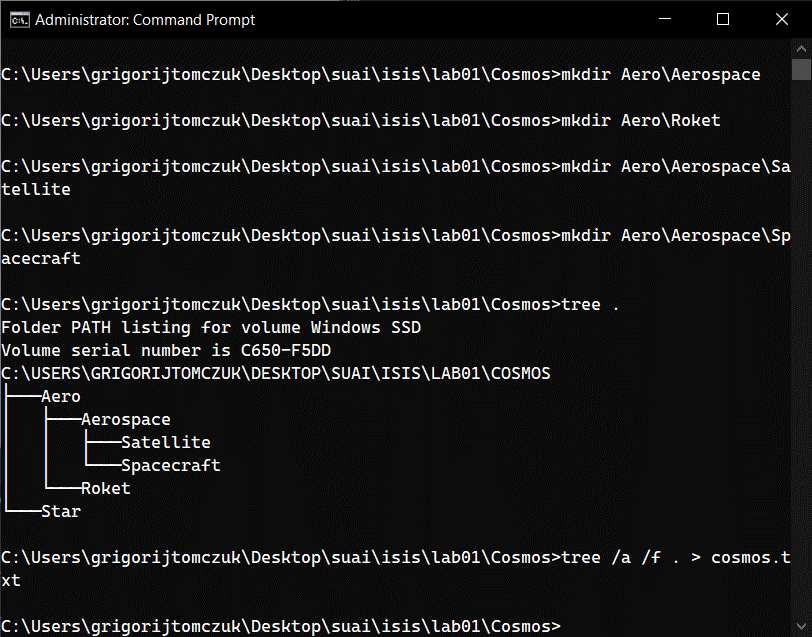 Administrator: Command Prompt
C:\Users\grigorijtomczuk\Desktop\suai\isis\lab01\Cosmos>mkdir Aero\Aerospace
C:\Users\grigorijtomczuk\Desktop\suai\isis\lab01\Cosmos>mkdir Aero\Roket
C:\Users\grigorijtomczuk\Desktop\suai\isis\lab01\Cosmos>mkdir Aero\Aerospace\Sa
tellite
C:\Users\grigorijtomczuk\Desktop\suai\isis\lab01\Cosmos>mkdir Aero\Aerospace\Sp
acecraft
C:\Users\grigorijtomczuk\Desktop\suai\isis\lab01\Cosmos>tree .
Folder PATH listing for volume Windows SSD
Volume serial number is C650-F5DD
C:\USERS\GRIGORIJTOMCZUK\DESKTOP\SUAI\ISIS\LAB01\COSMOS
├───Aero
│   ├───Aerospace
│   │   ├───Satellite
│   │   └───Spacecraft
│   └───Roket
└───Star
C:\Users\grigorijtomczuk\Desktop\suai\isis\lab01\Cosmos>tree /a /f . > cosmos.t
xt
C:\Users\grigorijtomczuk\Desktop\suai\isis\lab01\Cosmos>